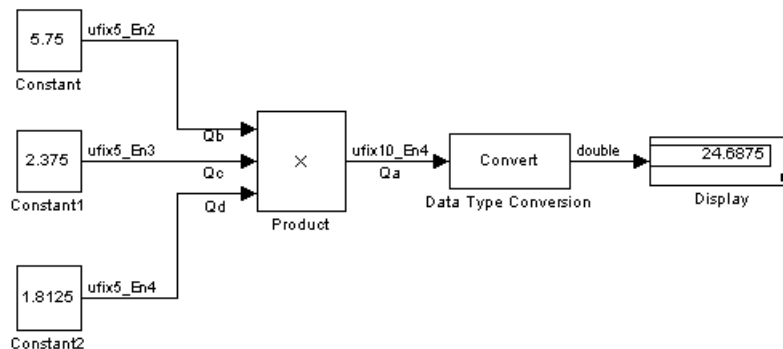 5.75
ufix5_En2
Constant
Qb
2.375
ufix5_En3
Qc
Constant1
×
ufix10_En4
Qa
Convert
double
24.6875
Qd
Product
Data Type Conversion
Display
1.8125
ufix5_En4
Constant2